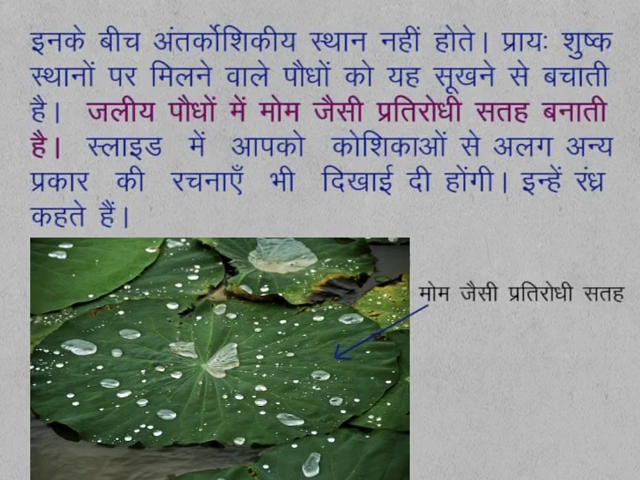 इनके बीच अंतर्कोशिकीय स्थान नहीं होते। प्रायः शुष्क
स्थानों पर मिलने वाले पौधों को यह सूखने से बचाती
है। जलीय पौधों में मोम जैसी प्रतिरोधी सतह बनाती
है। स्लाइड में आपको कोशिकाओं से अलग अन्य
प्रकार की रचनाएँ भी दिखाई दी होंगी। इन्हें रंध्र
कहते हैं।
मोम जैसी प्रतिरोधी सतह